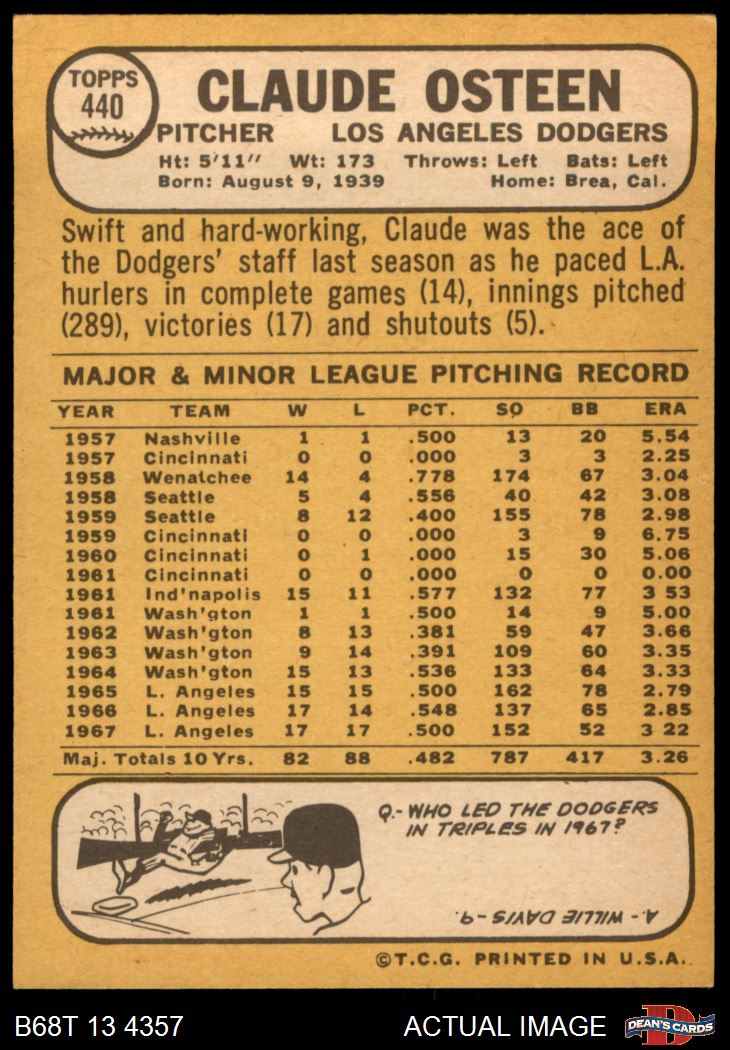 TOPPS
440
CLAUDE OSTEEN
PITCHER LOS ANGELES DODGERS
Ht: 5'11" Wt: 173 Throws: Left Bats: Left
Born: August 9, 1939 Home: Brea, Cal.
Swift and hard-working, Claude was the ace of
the Dodgers' staff last season as he paced L.A.
hurlers in complete games (14), innings pitched
(289), victories (17) and shutouts (5).
MAJOR & MINOR LEAGUE PITCHING RECORD
YEAR TEAM W L PCT. SO BB ERA
1957 Nashville 1 1 .500 13 20 5.54
1957 Cincinnati 0 0 .000 3 3 2.25
1958 Wenatchee 14 4 .778 174 67 3.04
1958 Seattle 5 4 .556 40 42 3.08
1959 Seattle 8 12 .400 155 78 2.98
1959 Cincinnati 0 0 .000 3 9 6.75
1960 Cincinnati 0 1 .000 15 30 5.06
1961 Cincinnati 0 0 .000 0 0 0.00
1961 Ind'napolis 15 11 .577 132 77 3 53
1961 Wash'gton 1 1 .500 14 9 5.00
1962 Wash'gton 8 13 .381 59 47 3.66
1963 Wash'gton 9 14 .391 109 60 3.35
1964 Wash'gton 15 13 .536 133 64 3.33
1965 L. Angeles 15 15 .500 162 78 2.79
1966 L. Angeles 17 14 .548 137 65 2.85
1967 L. Angeles 17 17 .500 152 52 3 22
Maj. Totals 10 Yrs. 82 88 .482 787 417 3.26
Q.- WHO LED THE DODGERS
IN TRIPLES IN 1967?
A.- WILLIE DAVIS - 9.
©T.C.G. PRINTED IN U.S.A.
B68T 13 4357 ACTUAL IMAGE
D
DEAN'S CARDS